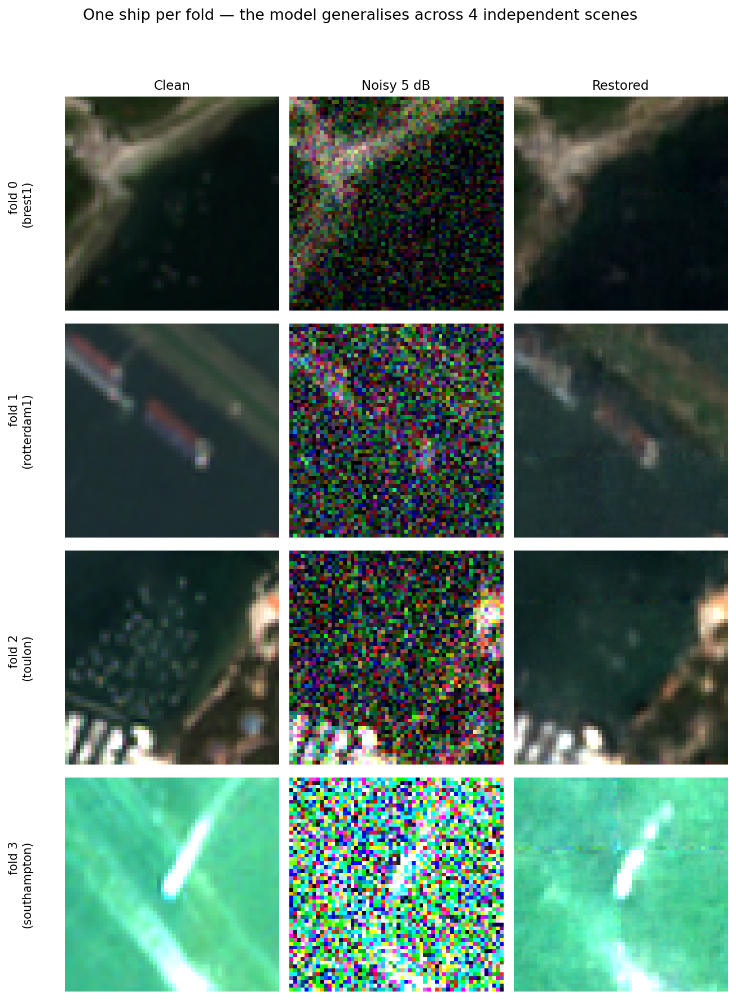 One ship per fold — the model generalises across 4 independent scenes
Clean
Noisy 5 dB
Restored
fold 0
(brest1)
fold 1
(rotterdam1)
fold 2
(toulon)
fold 3
(southampton)